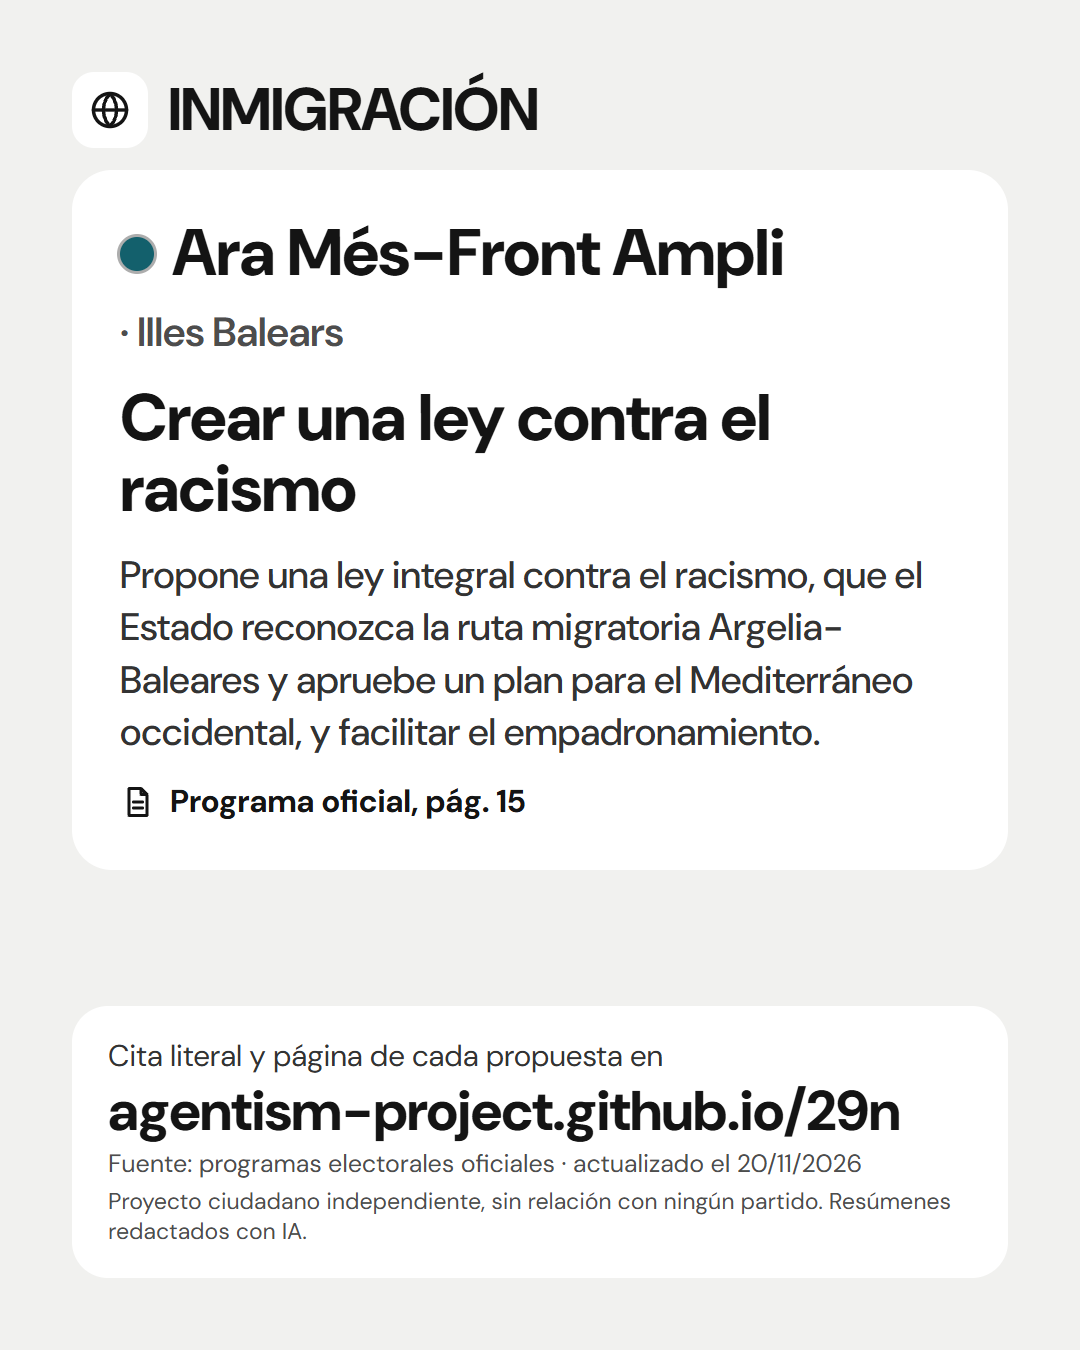 INMIGRACIÓN
Ara Més-Front Ampli
· Illes Balears
Crear una ley contra el
racismo
Propone una ley integral contra el racismo, que el
Estado reconozca la ruta migratoria Argelia-
Baleares y apruebe un plan para el Mediterráneo
occidental, y facilitar el empadronamiento.
Programa oficial, pág. 15
Cita literal y página de cada propuesta en
agentism-project.github.io/29n
Fuente: programas electorales oficiales · actualizado el 20/11/2026
Proyecto ciudadano independiente, sin relación con ningún partido. Resúmenes
redactados con IA.